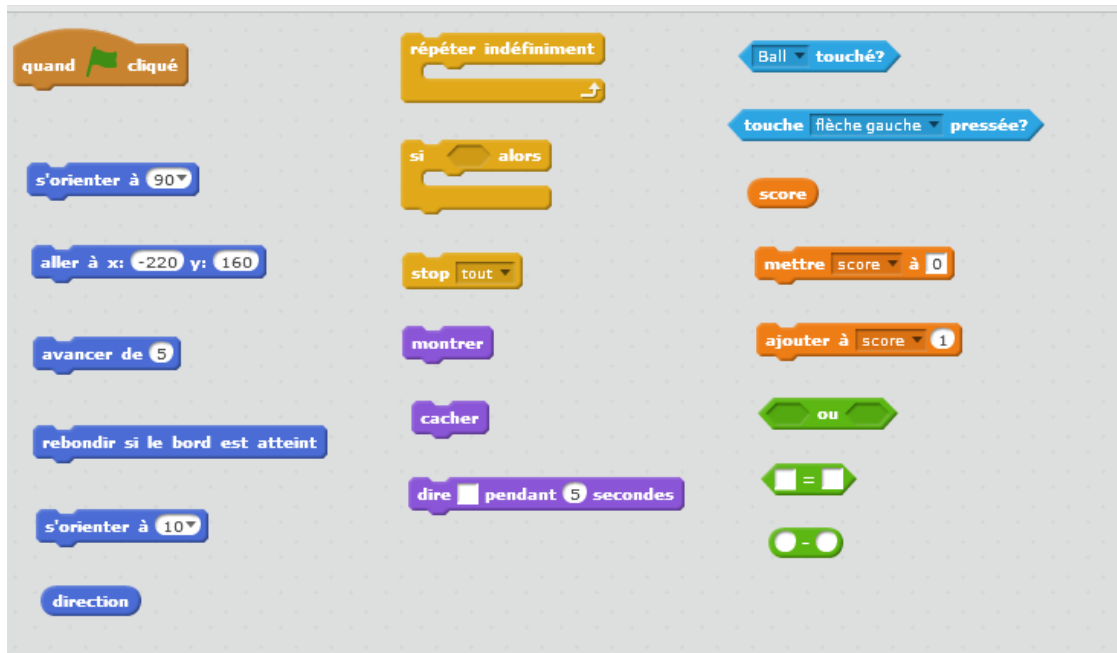 quand cliqué
s'orienter à 90
aller à x: -220 y: 160
avancer de 5
rebondir si le bord est atteint
s'orienter à 10
direction
répéter indéfiniment
si alors
stop tout
montrer
cacher
dire pendant 5 secondes
Ball touché?
touche flèche gauche pressée?
score
mettre score à 0
ajouter à score 1
ou
=
-